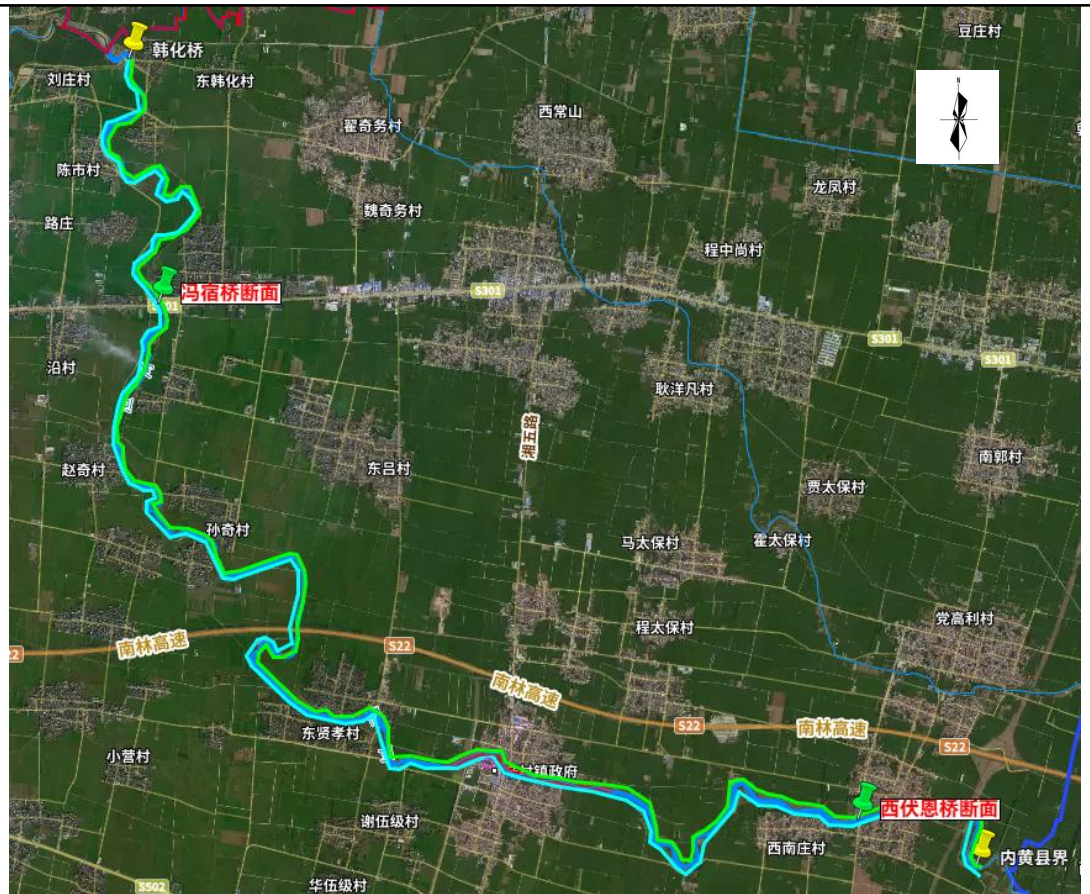 豆庄村
韩化桥
刘庄村
东韩化村
西常山
翟奇务村
陈市村
龙凤村
魏奇务村
路庄
程中尚村
冯宿桥断面
S301
S301
S301
沿村
耿洋凡村
湘五路
南郭村
东吕村
赵奇村
贾太保村
孙奇村
马太保村
霍太保村
党高利村
程太保村
南林高速
S22
南林高速
S22
南林高速
S22
东贤孝村
小营村
村镇政府
西伏恩桥断面
谢伍级村
西南庄村
内黄县界
S502
华伍级村